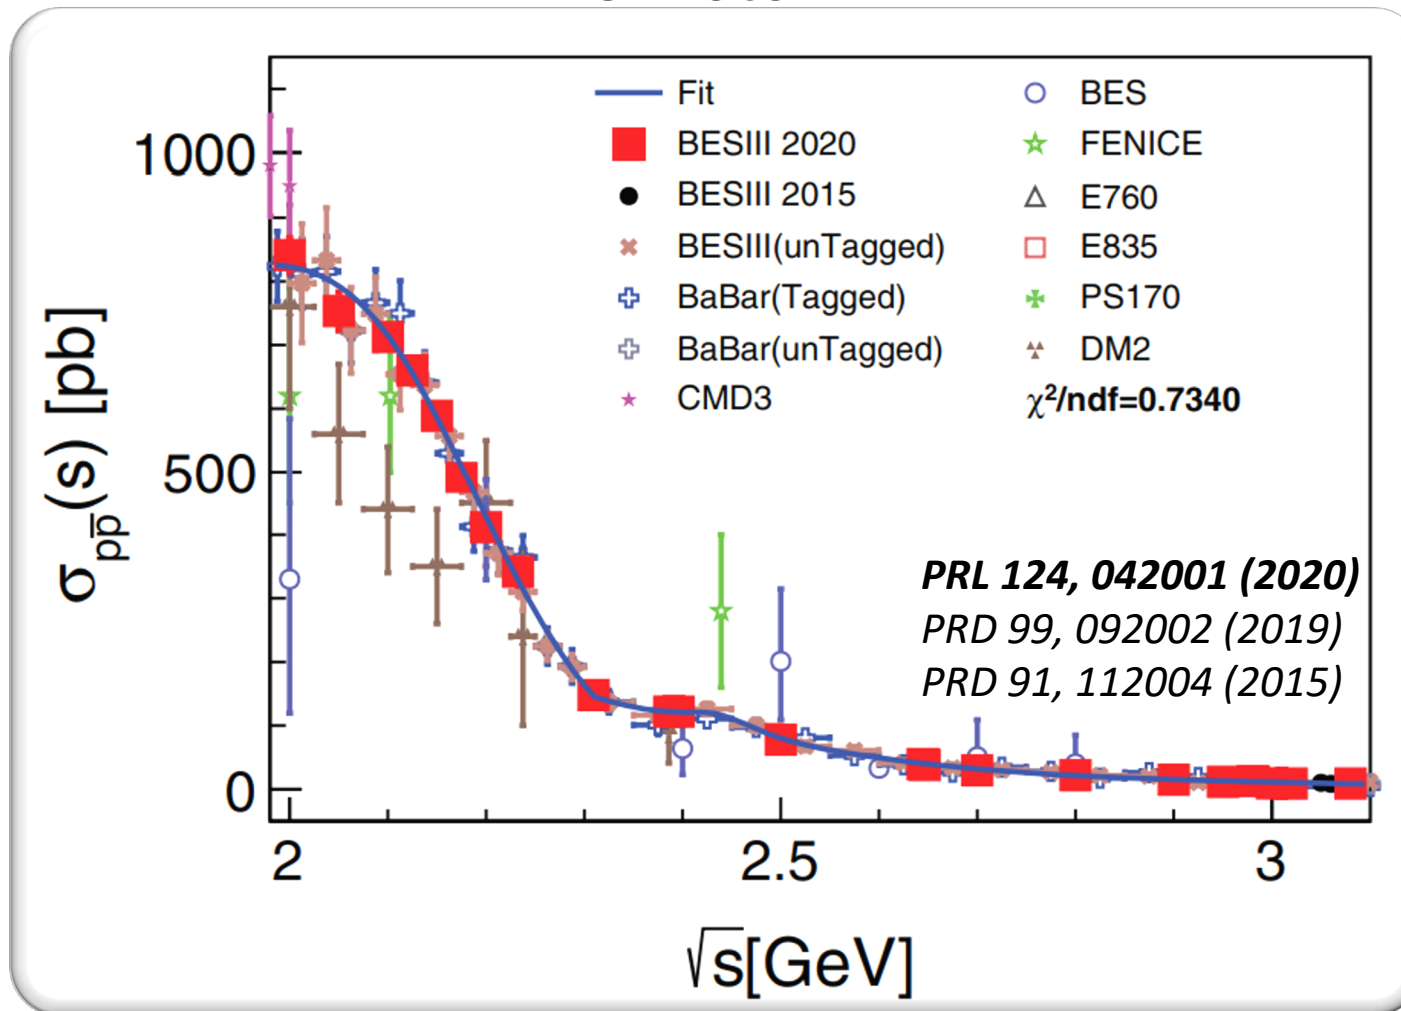 1000
500
0
2
2.5
3
σpp̅(s) [pb]
√s[GeV]
Fit
BESIII 2020
BESIII 2015
BESIII(unTagged)
BaBar(Tagged)
BaBar(unTagged)
CMD3
BES
FENICE
E760
E835
PS170
DM2
χ²/ndf=0.7340
PRL 124, 042001 (2020)
PRD 99, 092002 (2019)
PRD 91, 112004 (2015)